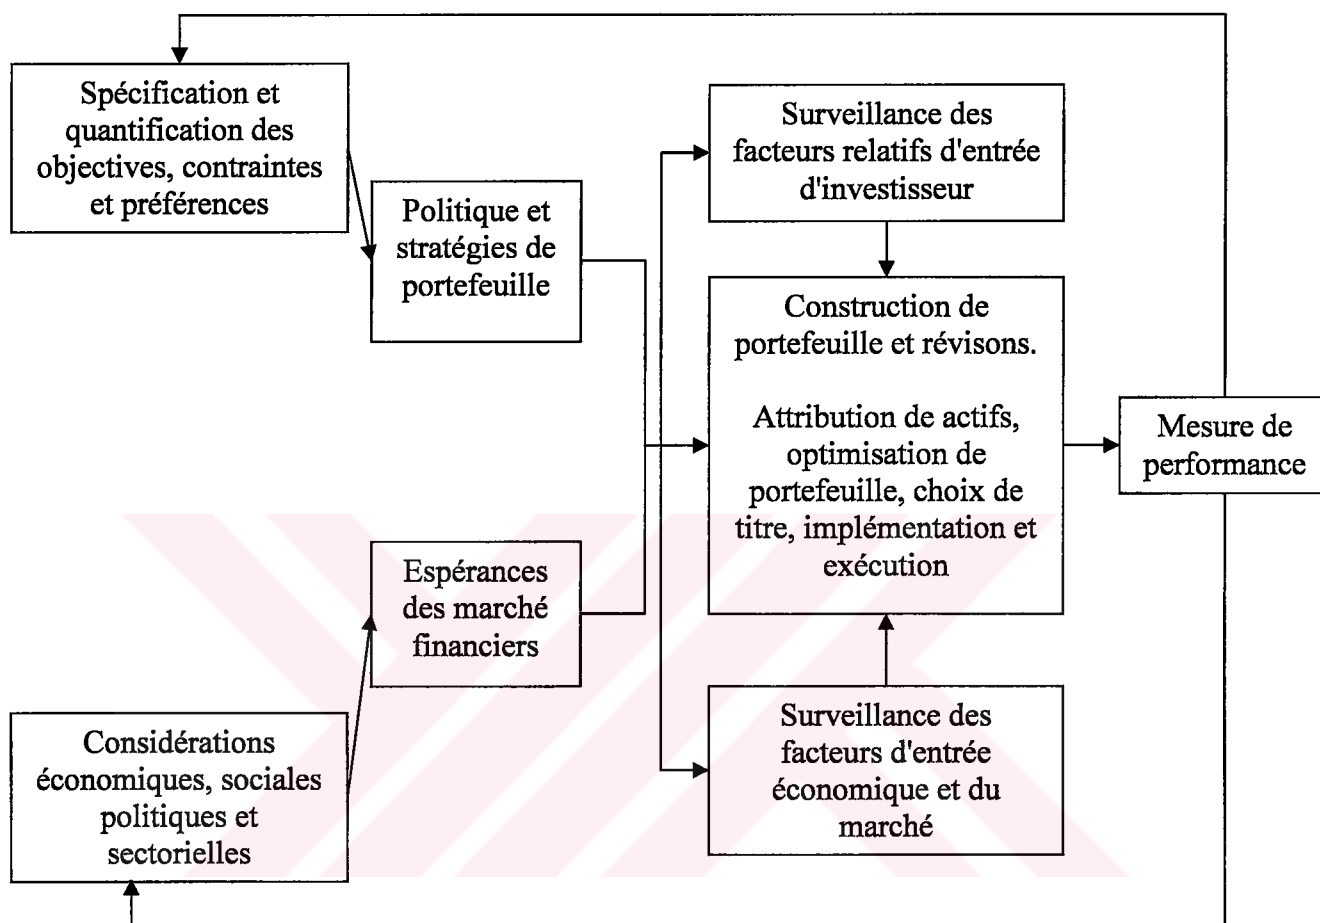 Spécification et
quantification des
objectives, contraintes
et préférences
Politique et
stratégies de
portefeuille
Surveillance des
facteurs relatifs d'entrée
d'investisseur
Construction de
portefeuille et révisons.
Attribution de actifs,
optimisation de
portefeuille, choix de
titre, implémentation et
exécution
Mesure de
performance
Espérances
des marché
financiers
Considérations
économiques, sociales
politiques et
sectorielles
Surveillance des
facteurs d'entrée
économique et du
marché